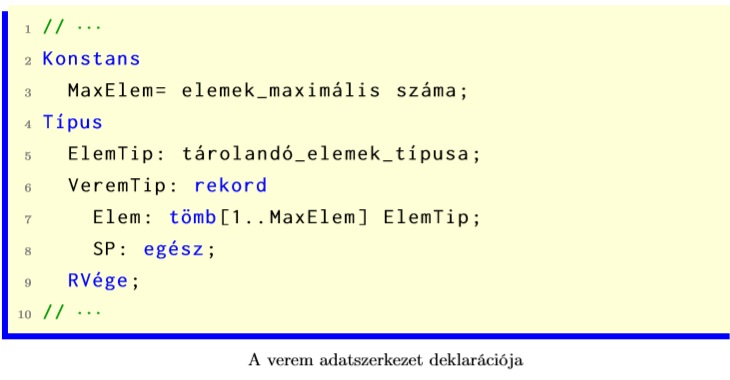 1 // ...
2 Konstans
3 MaxElem= elemek_maximális száma;
4 Típus
5 ElemTip: tárolandó_elemek_típusa;
6 VeremTip: rekord
7 Elem: tömb[1..MaxElem] ElemTip;
8 SP: egész;
9 RVége;
10 // ...
A verem adatszerkezet deklarációja